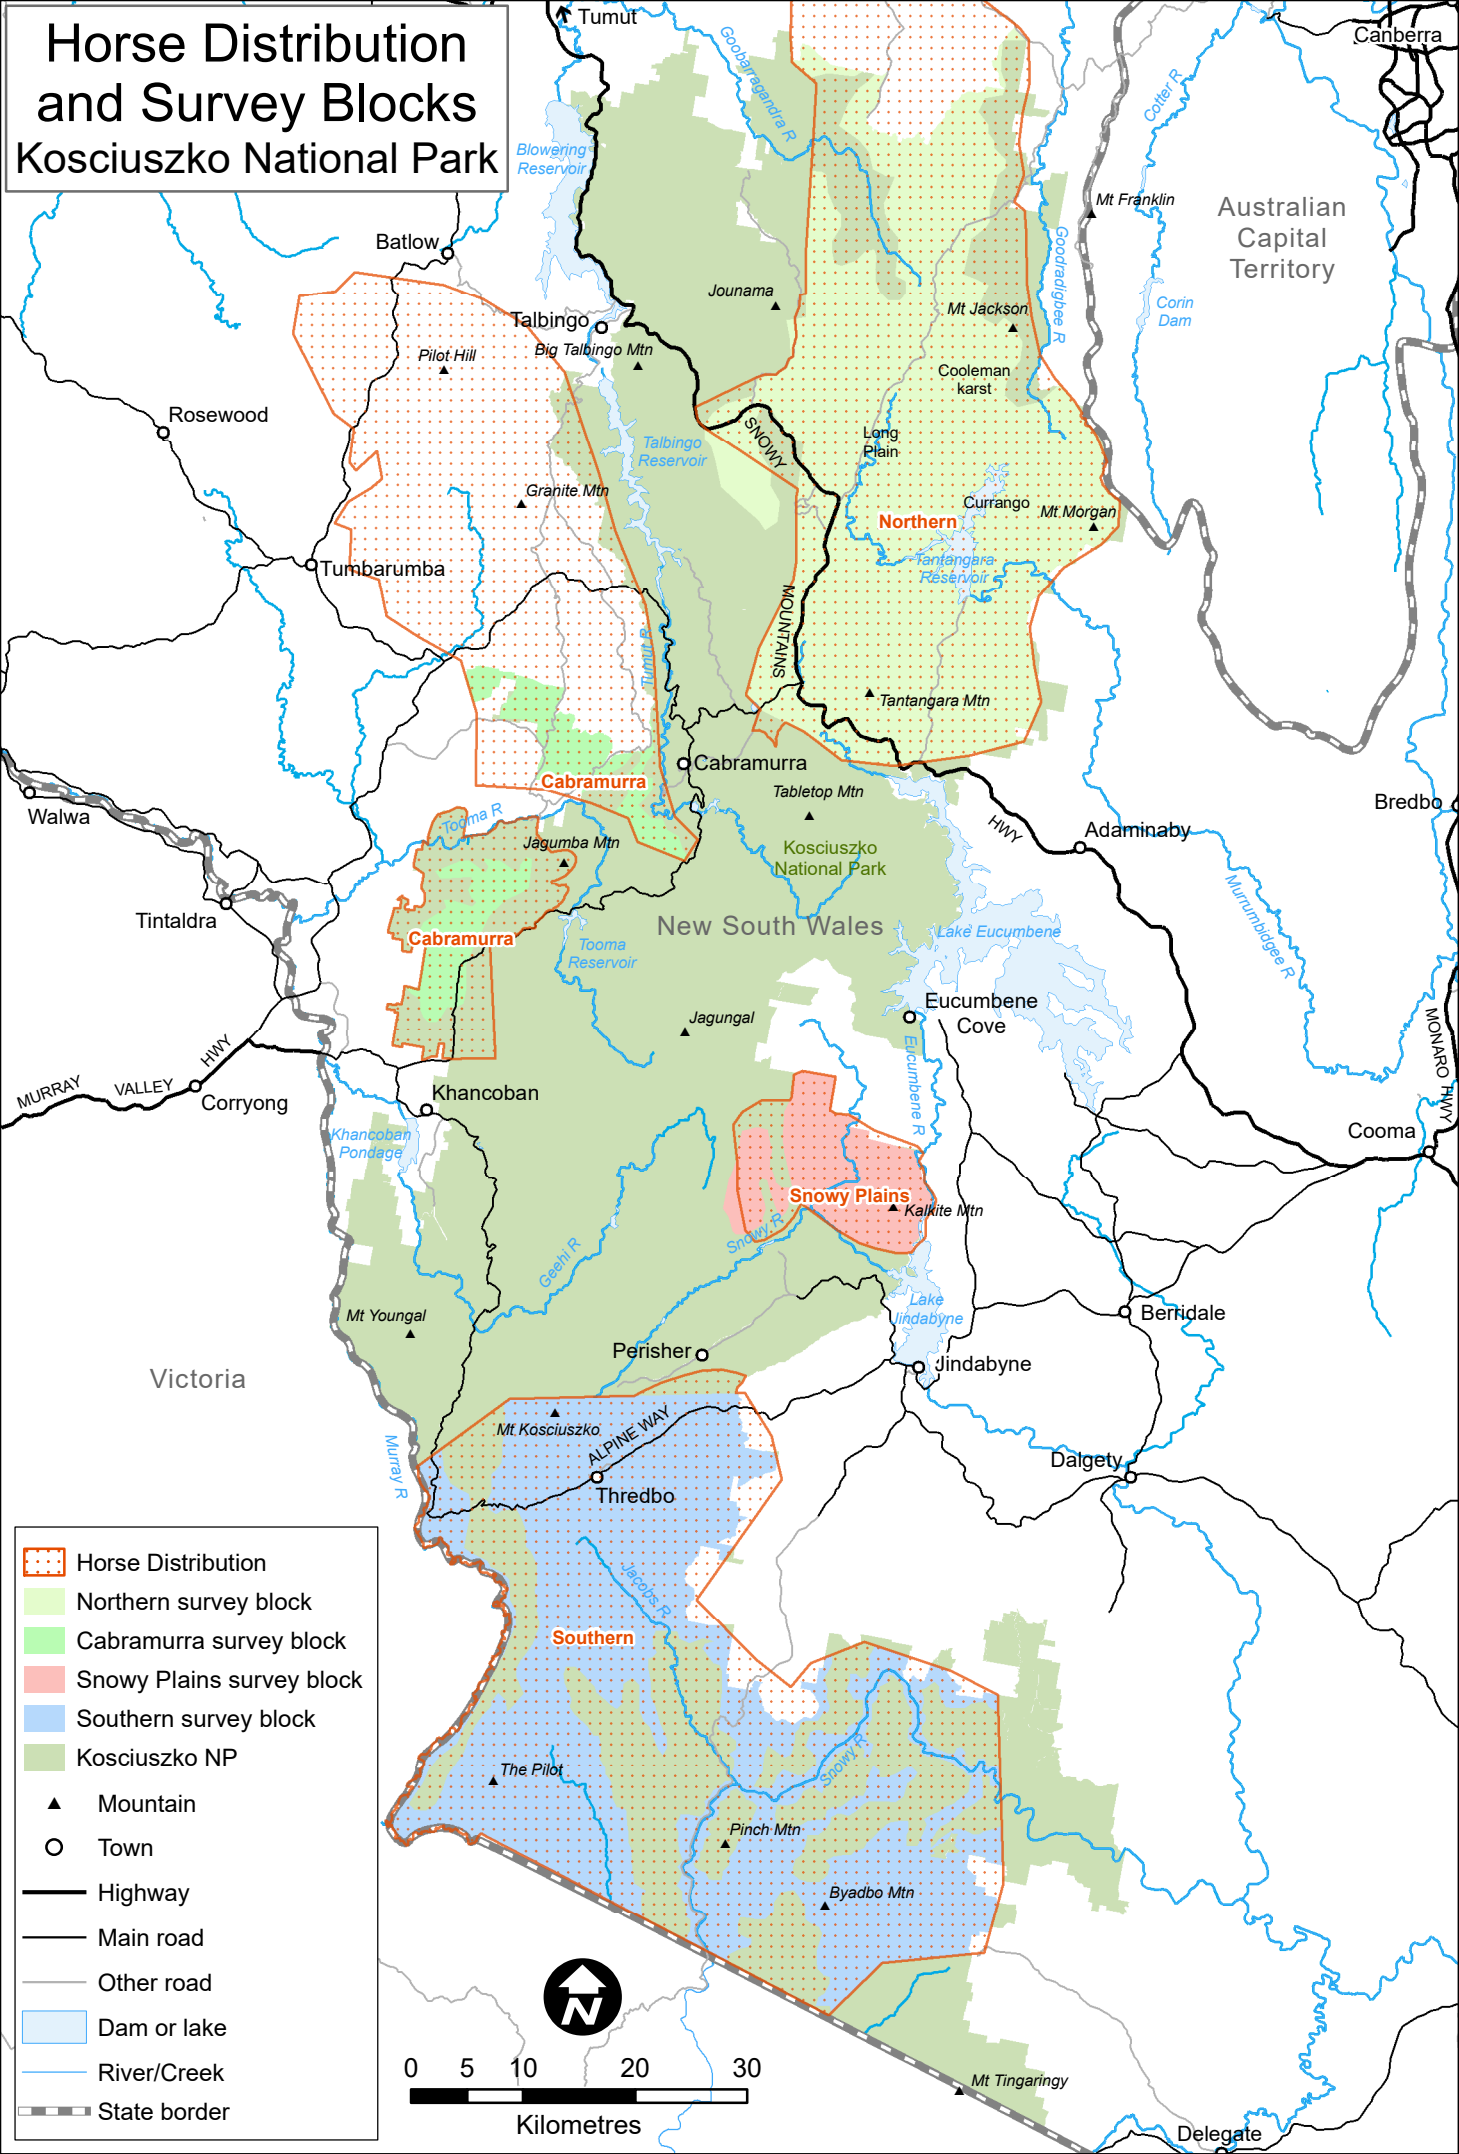 Horse Distribution
and Survey Blocks
Kosciuszko National Park
Tumut
Canberra
Goobarragandra R
Cotter R
Blowering
Reservoir
Mt Franklin
Australian
Capital
Territory
Batlow
Goodradigbee R
Jounama
Mt Jackson
Corin
Dam
Talbingo
Big Talbingo Mtn
Pilot Hill
Cooleman
karst
Rosewood
SNOWY
Long
Plain
Talbingo
Reservoir
Granite Mtn
Currango
Mt Morgan
Northern
Tantangara
Reservoir
Tumbarumba
MOUNTAINS
Tumut R
Tantangara Mtn
Cabramurra
Cabramurra
Tabletop Mtn
Walwa
Tooma R
HWY
Bredbo
Adaminaby
Jagumba Mtn
Kosciuszko
National Park
Tintaldra
New South Wales
Murrumbidgee R
Cabramurra
Tooma
Reservoir
Lake Eucumbene
Eucumbene
Cove
Jagungal
MONARO HWY
HWY
Eucumbene R
MURRAY
VALLEY
Corryong
Khancoban
Khancoban
Pondage
Cooma
Snowy Plains
Kalkite Mtn
Snowy R
Geehi R
Lake
Jindabyne
Mt Youngal
Berridale
Perisher
Jindabyne
Victoria
Mt Kosciuszko
ALPINE WAY
Murray R
Dalgety
Thredbo
Jacobs R
Southern
Snowy R
The Pilot
Pinch Mtn
Byadbo Mtn
Mt Tingaringy
Delegate
Horse Distribution
Northern survey block
Cabramurra survey block
Snowy Plains survey block
Southern survey block
Kosciuszko NP
Mountain
Town
Highway
Main road
Other road
Dam or lake
River/Creek
State border
N
0 5 10 20 30
Kilometres